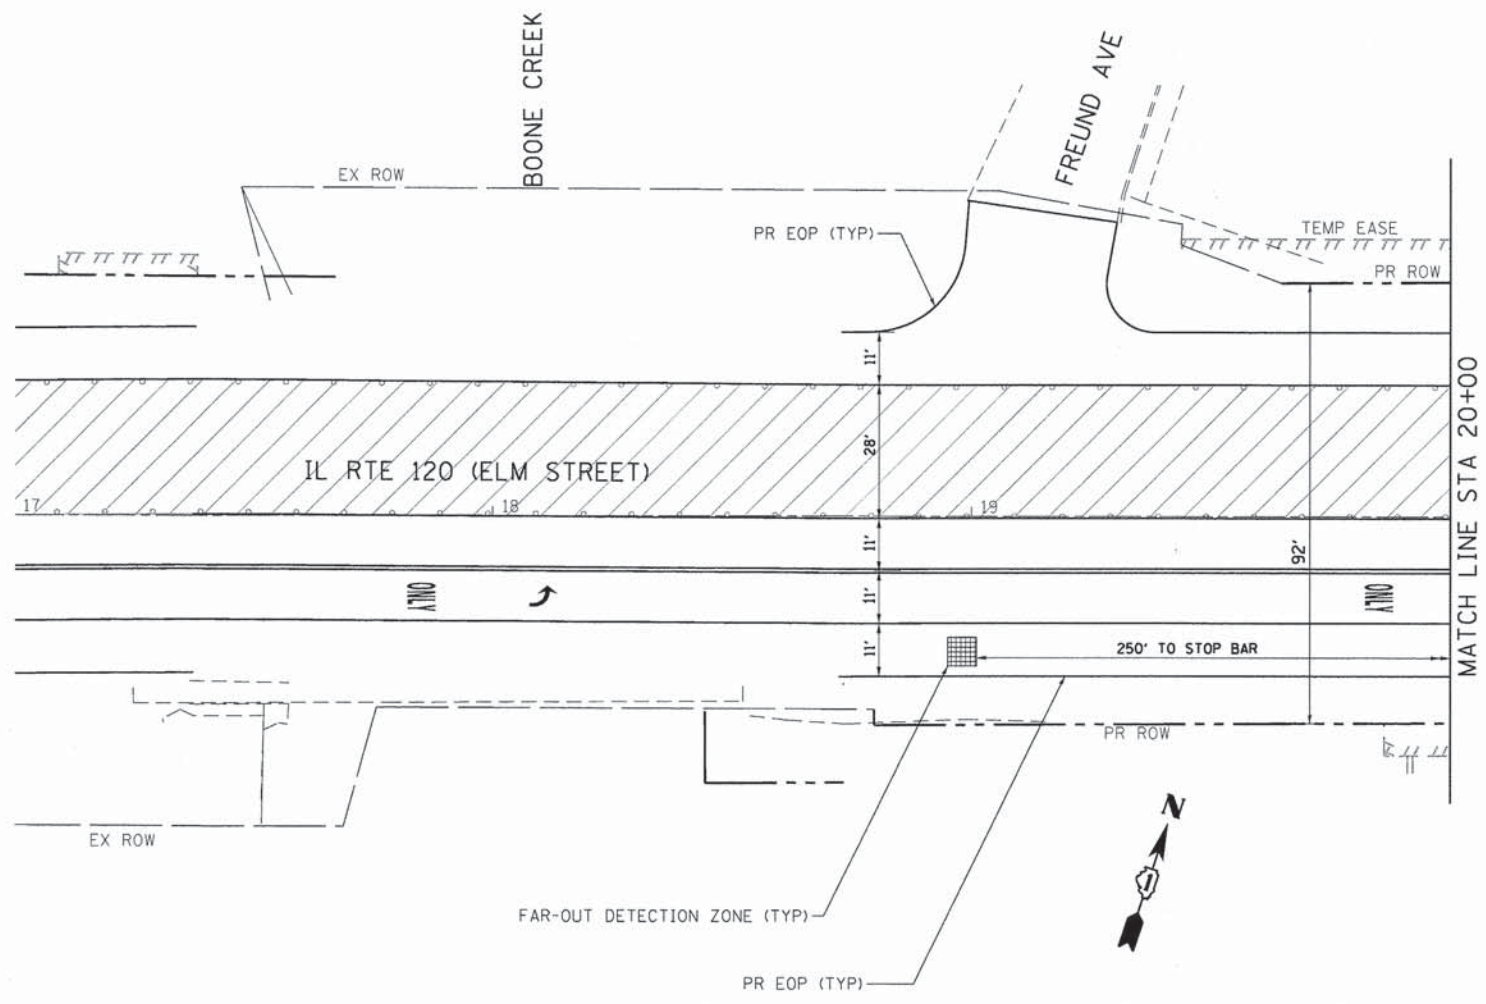 BOONE CREEK
FREUND AVE
EX ROW
PR EOP (TYP)
TEMP EASE
PR ROW
11'
28'
IL RTE 120 (ELM STREET)
17
18
19
11'
92'
ONLY
11'
ONLY
11'
250' TO STOP BAR
MATCH LINE STA 20+00
PR ROW
EX ROW
N
1
FAR-OUT DETECTION ZONE (TYP)
PR EOP (TYP)